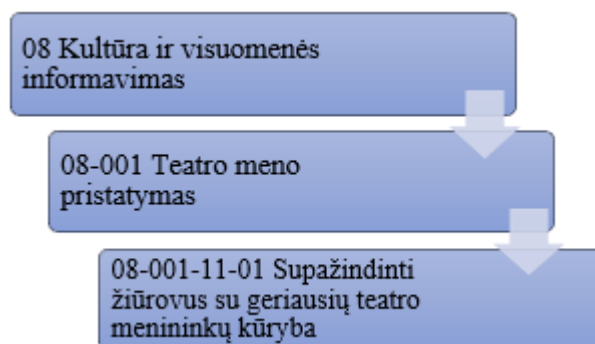 08 Kultūra ir visuomenės
informavimas
08-001 Teatro meno
pristatymas
08-001-11-01 Supažindinti
žiūrovus su geriausių teatro
menininkų kūryba